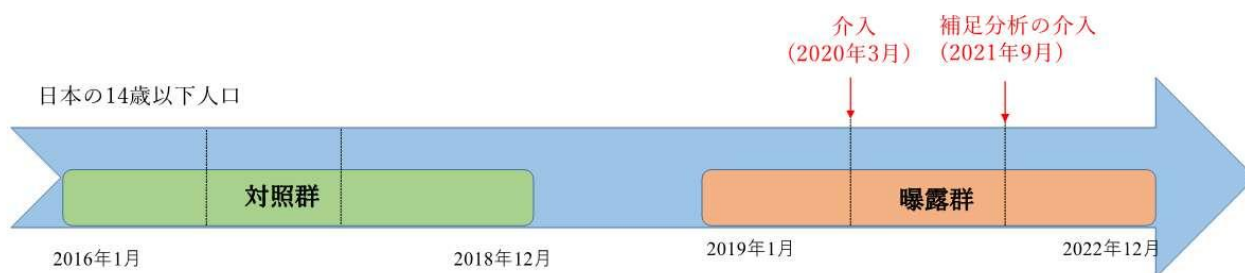 介入
(2020年3月)
補足分析の介入
(2021年9月)
日本の14歳以下人口
対照群
曝露群
2016年1月
2018年12月
2019年1月
2022年12月